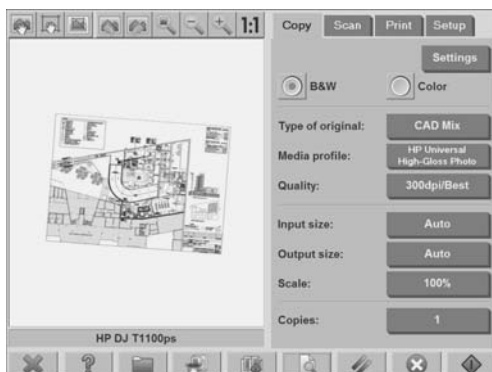 1:1
Copy Scan Print Setup
Settings
B&W Color
Type of original: CAD Mix
Media profile: HP Universal
High-Gloss Photo
Quality: 300dpi/Best
Input size: Auto
Output size: Auto
Scale: 100%
Copies: 1
HP DJ T1100ps
?